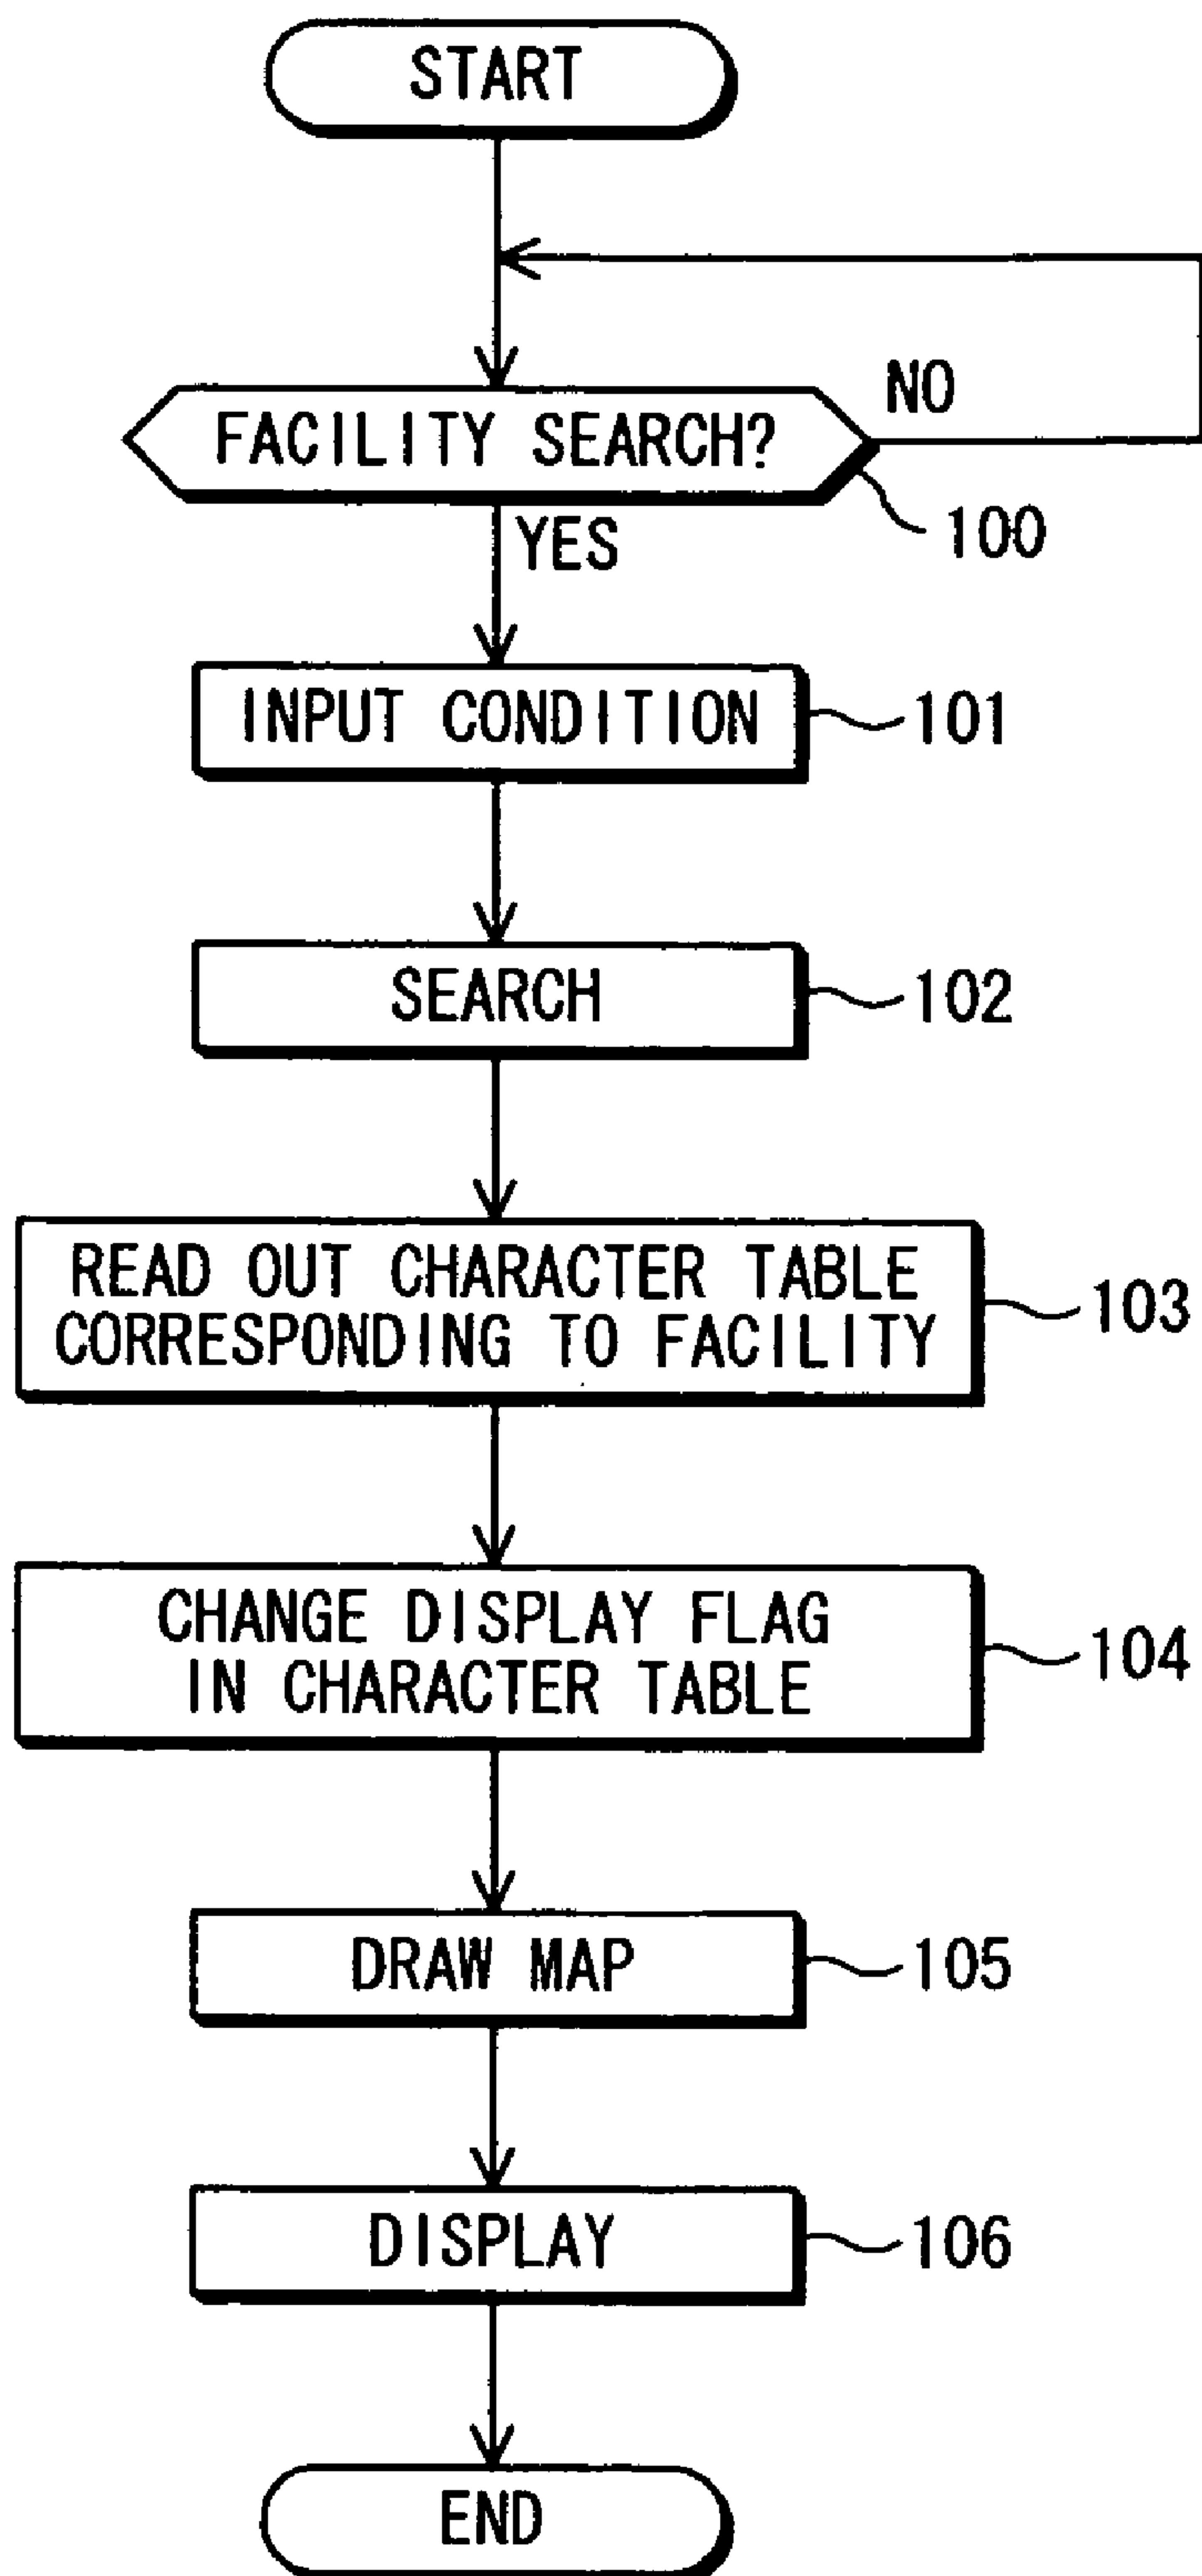 START
FACILITY SEARCH?
NO
100
YES
INPUT CONDITION
101
SEARCH
102
READ OUT CHARACTER TABLE
CORRESPONDING TO FACILITY
103
CHANGE DISPLAY FLAG
IN CHARACTER TABLE
104
DRAW MAP
105
DISPLAY
106
END